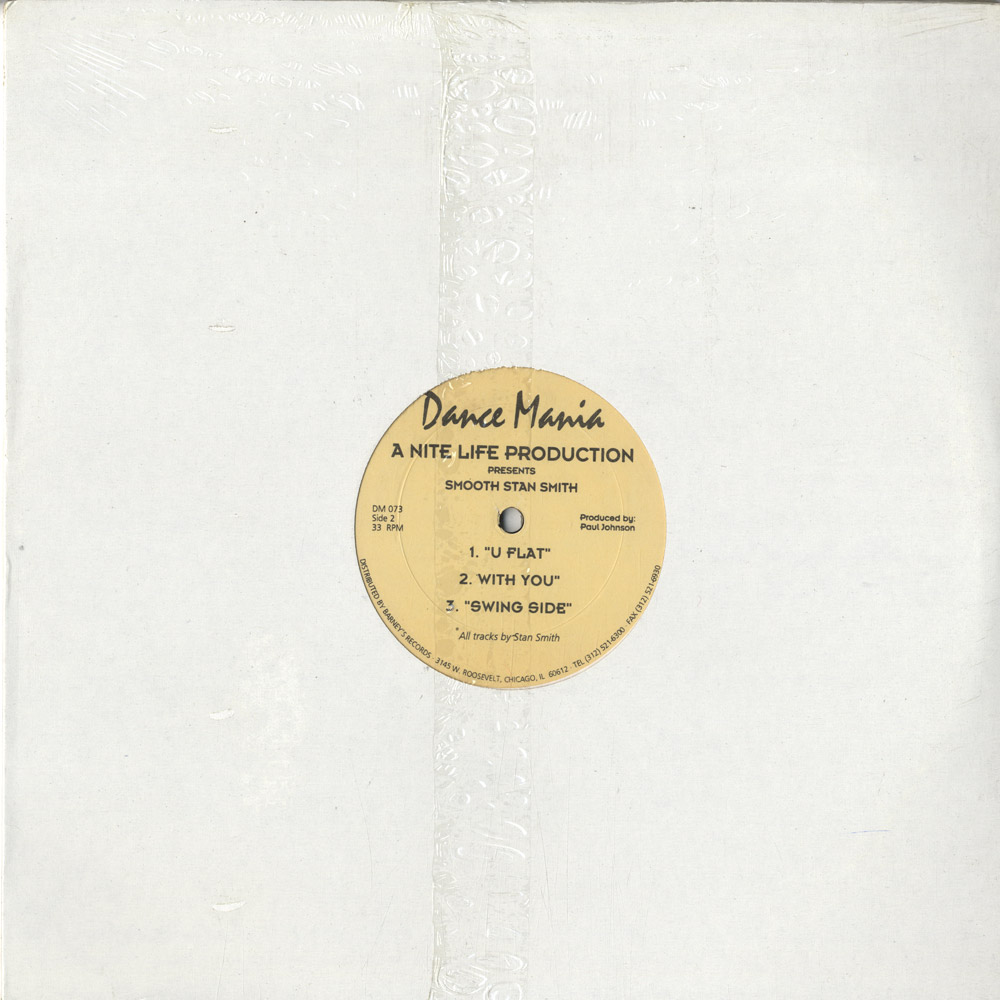 Dance Mania
A NITE LIFE PRODUCTION
PRESENTS
SMOOTH STAN SMITH
DM 073
Side 2
33 RPM
Produced by:
Paul Johnson
1. "U FLAT"
2. WITH YOU"
3. "SWING SIDE"
*All tracks by Stan Smith
DISTRIBUTED BY BARNEY'S RECORDS · 3145 W. ROOSEVELT, CHICAGO, IL 60612 · TEL (312) 521-6300 · FAX (312) 521-6930